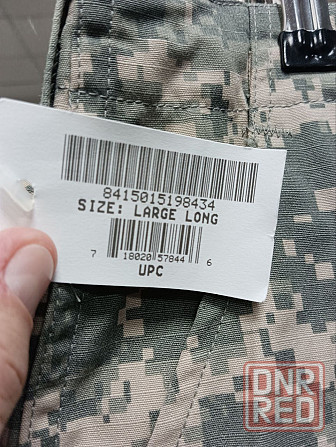 8415015198434
SIZE: LARGE LONG
7 18020 57844 6
UPC
DNR
RED